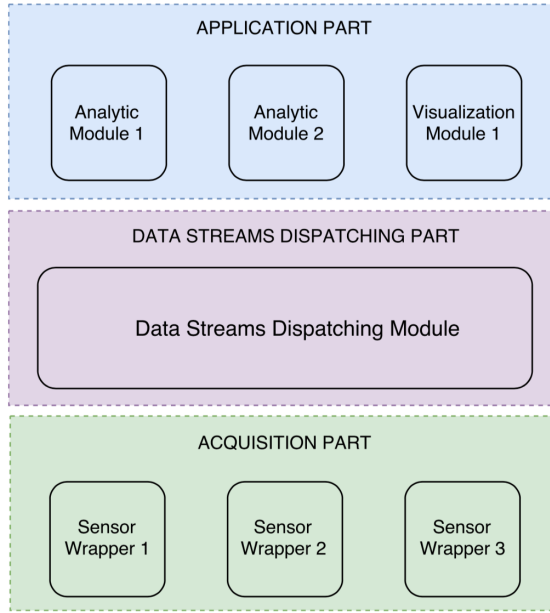 APPLICATION PART
Analytic
Module 1
Analytic
Module 2
Visualization
Module 1
DATA STREAMS DISPATCHING PART
Data Streams Dispatching Module
ACQUISITION PART
Sensor
Wrapper 1
Sensor
Wrapper 2
Sensor
Wrapper 3